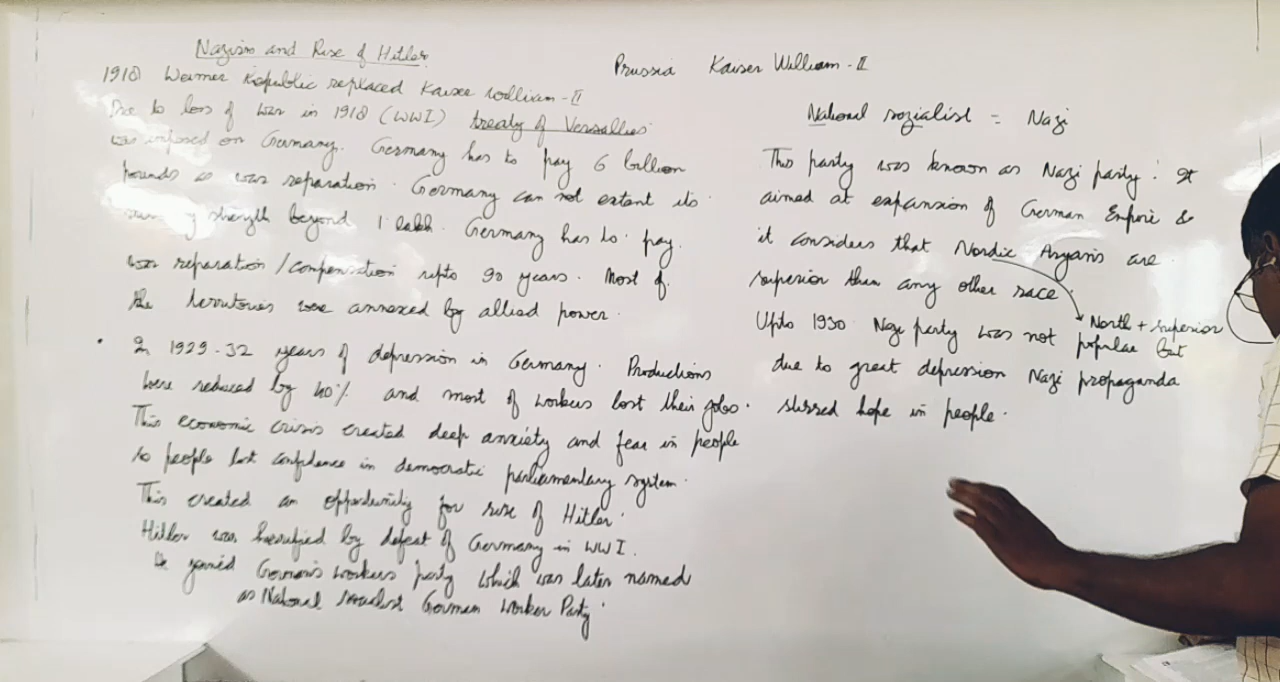 Nazism and Rise of Hitler
1918 Weimer Republic replaced Kaiser William-II
Due to loss of war in 1918 (WWI) treaty of Versallies
was imposed on Germany. Germany has to pay 6 billion
pounds as war reparation. Germany can not extant its
strength beyond 1 lakh. Germany has to pay
war reparation/compensation upto 90 years. Most of
the territories were annexed by allied power.
In 1929-32 years of depression in Germany. Productions
were reduced by 40% and most of workers lost their jobs.
This economic crisis created deep anxiety and fear in people
so people lost confidence in democratic parliamentary system.
This created an opportunity for rise of Hitler.
Hitler was horrified by defeat of Germany in WWI.
He joined German's workers party which was later named
as National socialist German Worker Party.
Prussia Kaiser William-II
National sozialist = Nazi
This party was known as Nazi party. It
aimed at expansion of German Empire &
it considers that Nordic Aryans are
superior than any other race.
North + superior
Upto 1930 Nazi party was not popular but
due to great depression Nazi propaganda
stirred hope in people.